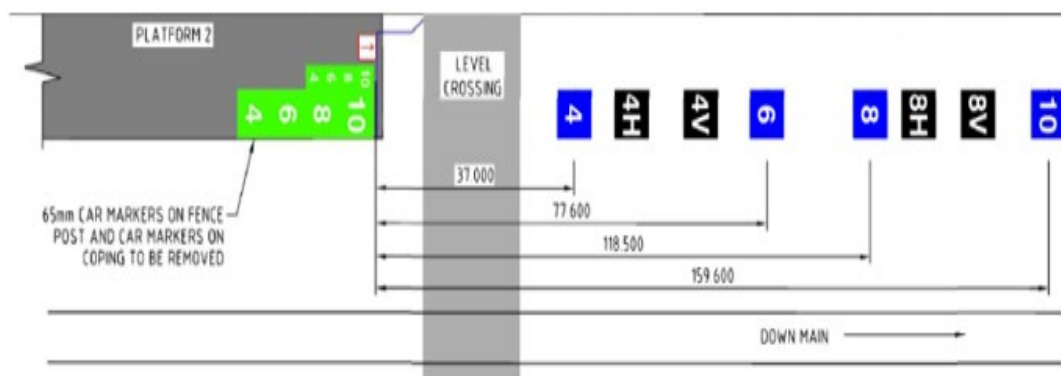 PLATFORM 2
1
4 6 8 10
4 6 8 10
LEVEL
CROSSING
4 4H 4V 6 8 8H 8V 10
37.000
77.600
118.500
159.600
65mm CAR MARKERS ON FENCE
POST AND CAR MARKERS ON
COPING TO BE REMOVED
DOWN MAIN